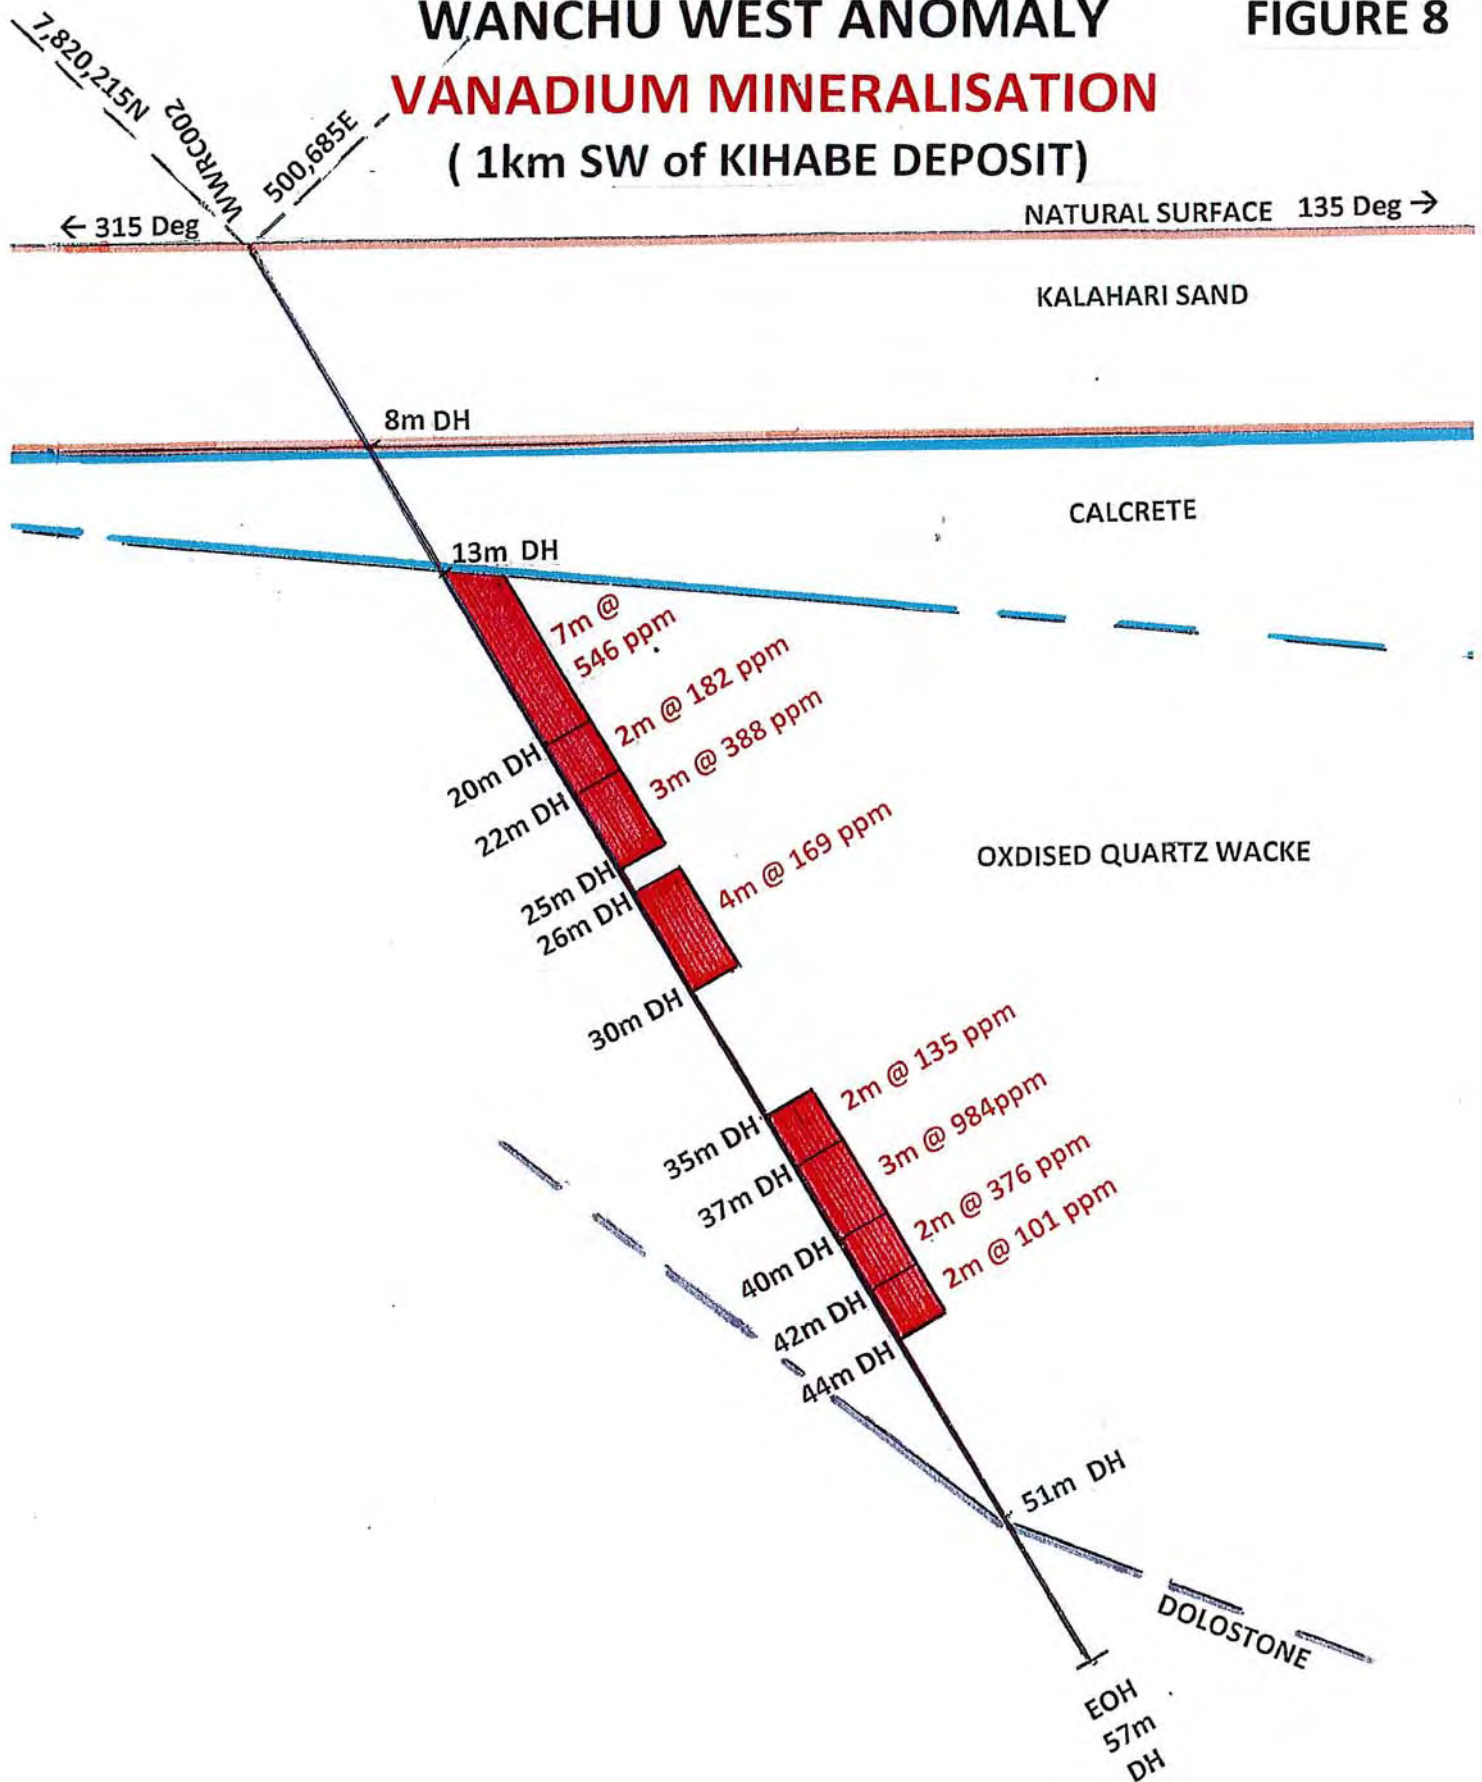 WANCHU WEST ANOMALY
FIGURE 8
VANADIUM MINERALISATION
( 1km SW of KIHABE DEPOSIT)
7,820,215N
WWRC002
500,685E
← 315 Deg
NATURAL SURFACE 135 Deg →
KALAHARI SAND
8m DH
CALCRETE
13m DH
7m @
546 ppm
2m @ 182 ppm
3m @ 388 ppm
20m DH
22m DH
4m @ 169 ppm
OXDISED QUARTZ WACKE
25m DH
26m DH
30m DH
2m @ 135 ppm
3m @ 984ppm
35m DH
2m @ 376 ppm
37m DH
2m @ 101 ppm
40m DH
42m DH
44m DH
51m DH
DOLOSTONE
EOH
57m
DH